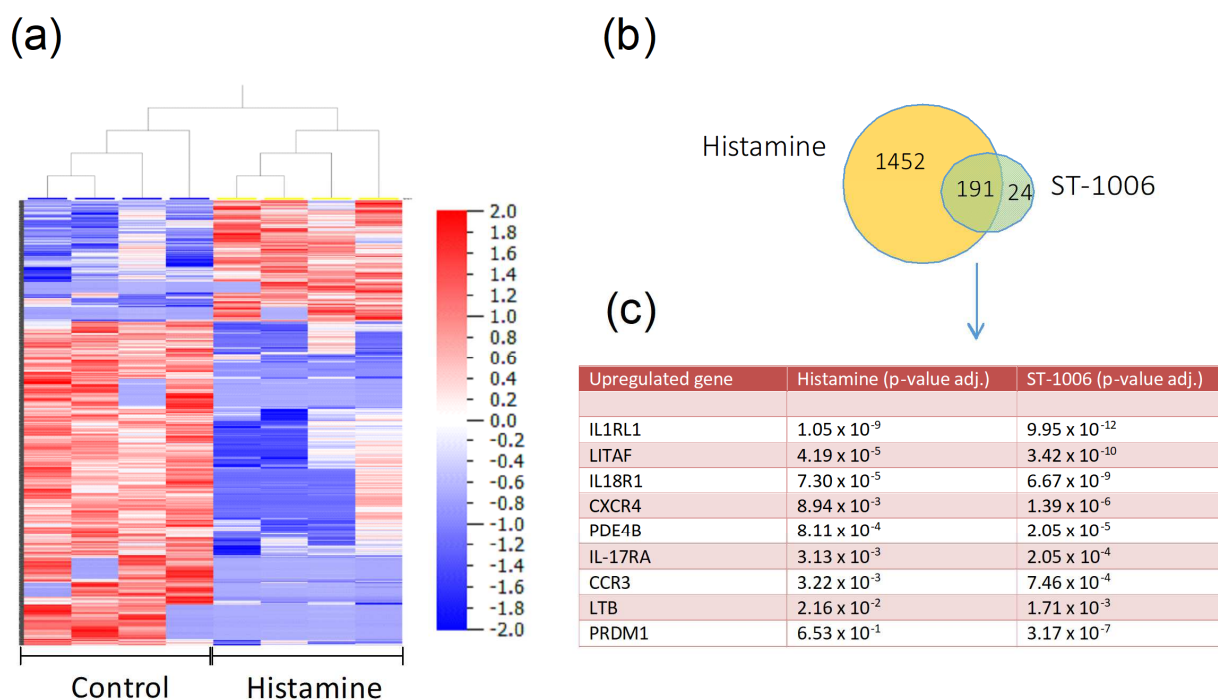 (a)
2.0
1.8
1.6
1.4
1.2
1.0
0.8
0.6
0.4
0.2
0.0
-0.2
-0.4
-0.6
-0.8
-1.0
-1.2
-1.4
-1.6
-1.8
-2.0
Control Histamine
(b)
Histamine 1452 191 24 ST-1006
(c)
Upregulated gene Histamine (p-value adj.) ST-1006 (p-value adj.)
IL1RL1 1.05 x 10⁻⁹ 9.95 x 10⁻¹²
LITAF 4.19 x 10⁻⁵ 3.42 x 10⁻¹⁰
IL18R1 7.30 x 10⁻⁵ 6.67 x 10⁻⁹
CXCR4 8.94 x 10⁻³ 1.39 x 10⁻⁶
PDE4B 8.11 x 10⁻⁴ 2.05 x 10⁻⁵
IL-17RA 3.13 x 10⁻³ 2.05 x 10⁻⁴
CCR3 3.22 x 10⁻³ 7.46 x 10⁻⁴
LTB 2.16 x 10⁻² 1.71 x 10⁻³
PRDM1 6.53 x 10⁻¹ 3.17 x 10⁻⁷